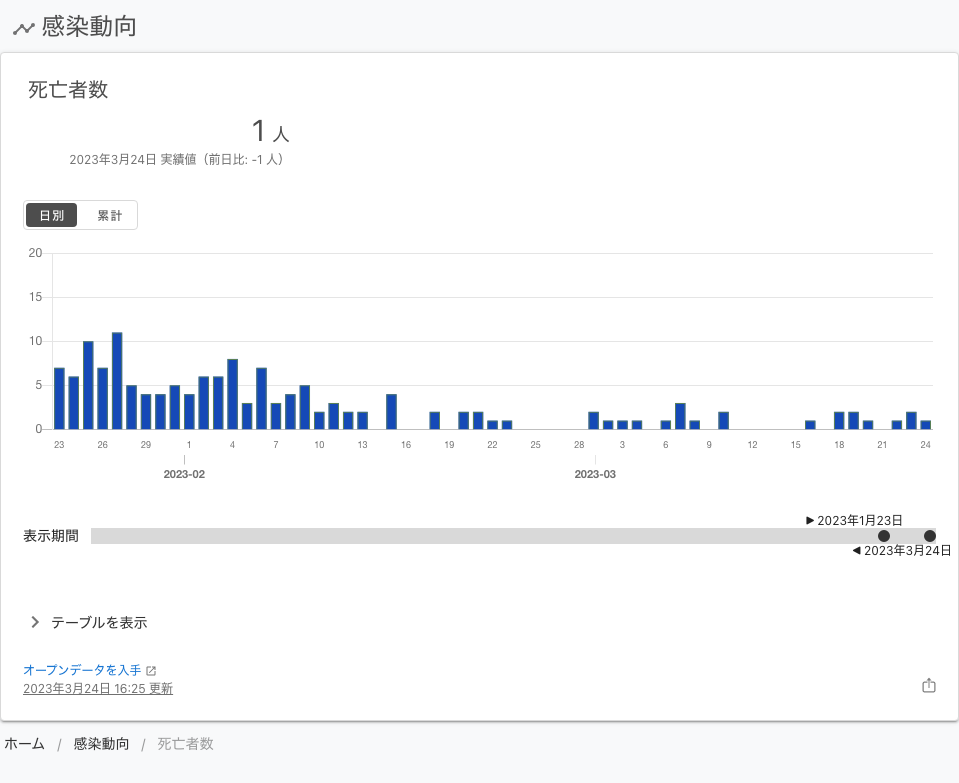 感染動向
死亡者数
1 人
2023年3月24日 実績値（前日比: -1 人）
日別 累計
20
15
10
5
0
23 26 29 1 4 7 10 13 16 19 22 25 28 3 6 9 12 15 18 21 24
2023-02 2023-03
2023年1月23日
表示期間
2023年3月24日
テーブルを表示
オープンデータを入手
2023年3月24日 16:25 更新
ホーム / 感染動向 / 死亡者数